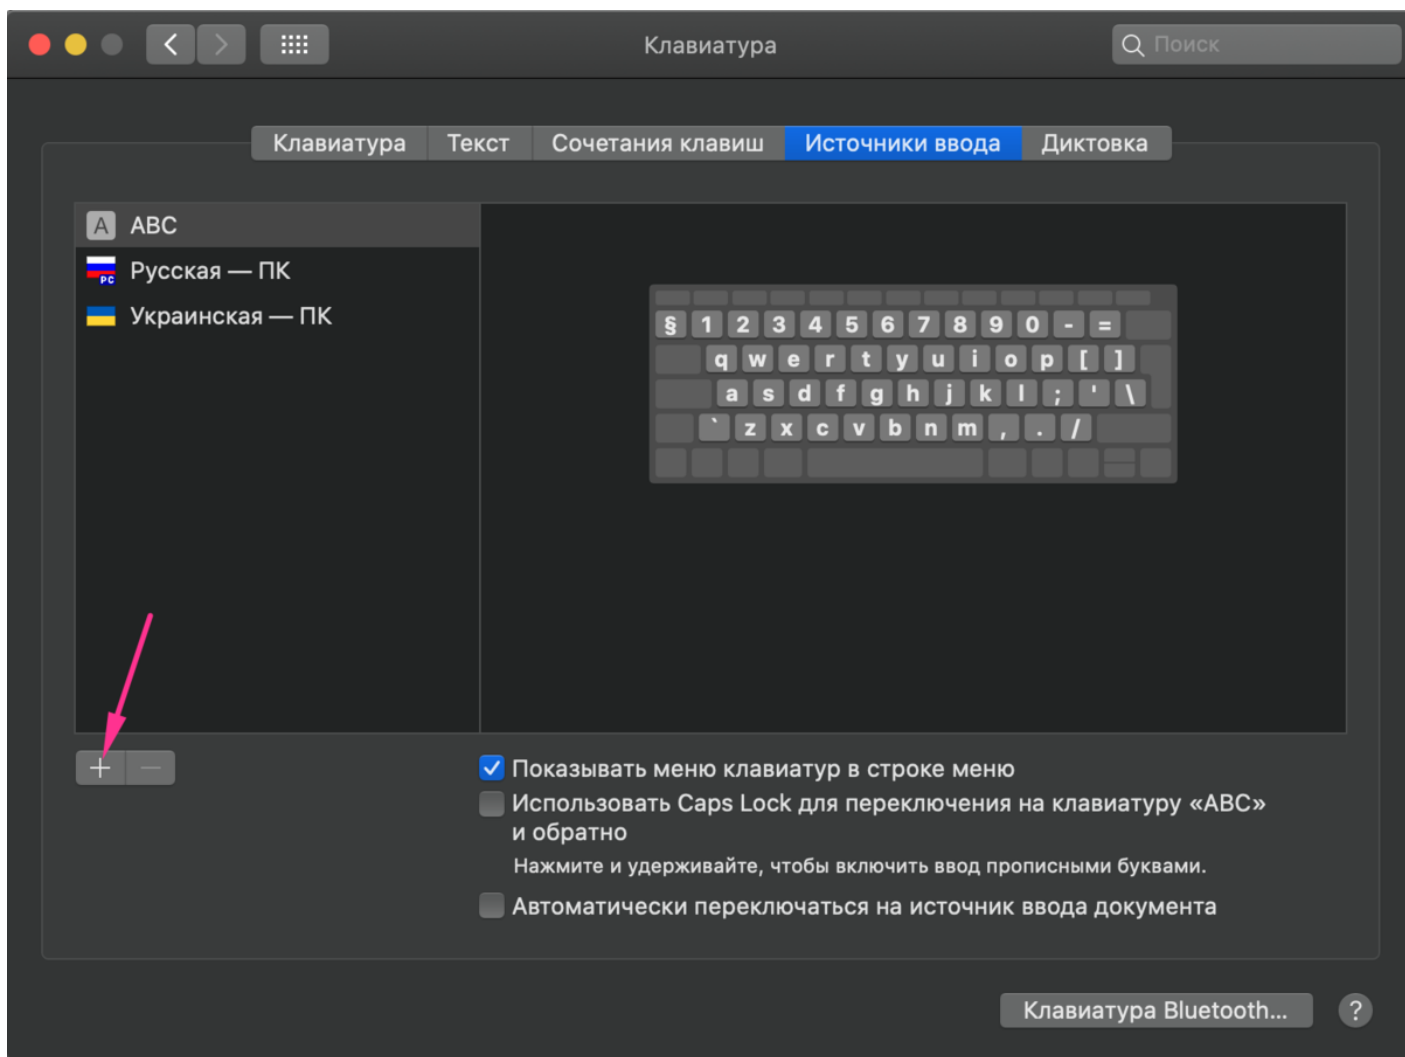 Клавиатура
Поиск
Клавиатура Текст Сочетания клавиш Источники ввода Диктовка
A ABC
PC Русская — ПК
Украинская — ПК
§ 1 2 3 4 5 6 7 8 9 0 - =
q w e r t y u i o p [ ]
a s d f g h j k l ; ' \
` z x c v b n m , . /
+ −
Показывать меню клавиатур в строке меню
Использовать Caps Lock для переключения на клавиатуру «ABC»
и обратно
Нажмите и удерживайте, чтобы включить ввод прописными буквами.
Автоматически переключаться на источник ввода документа
Клавиатура Bluetooth... ?